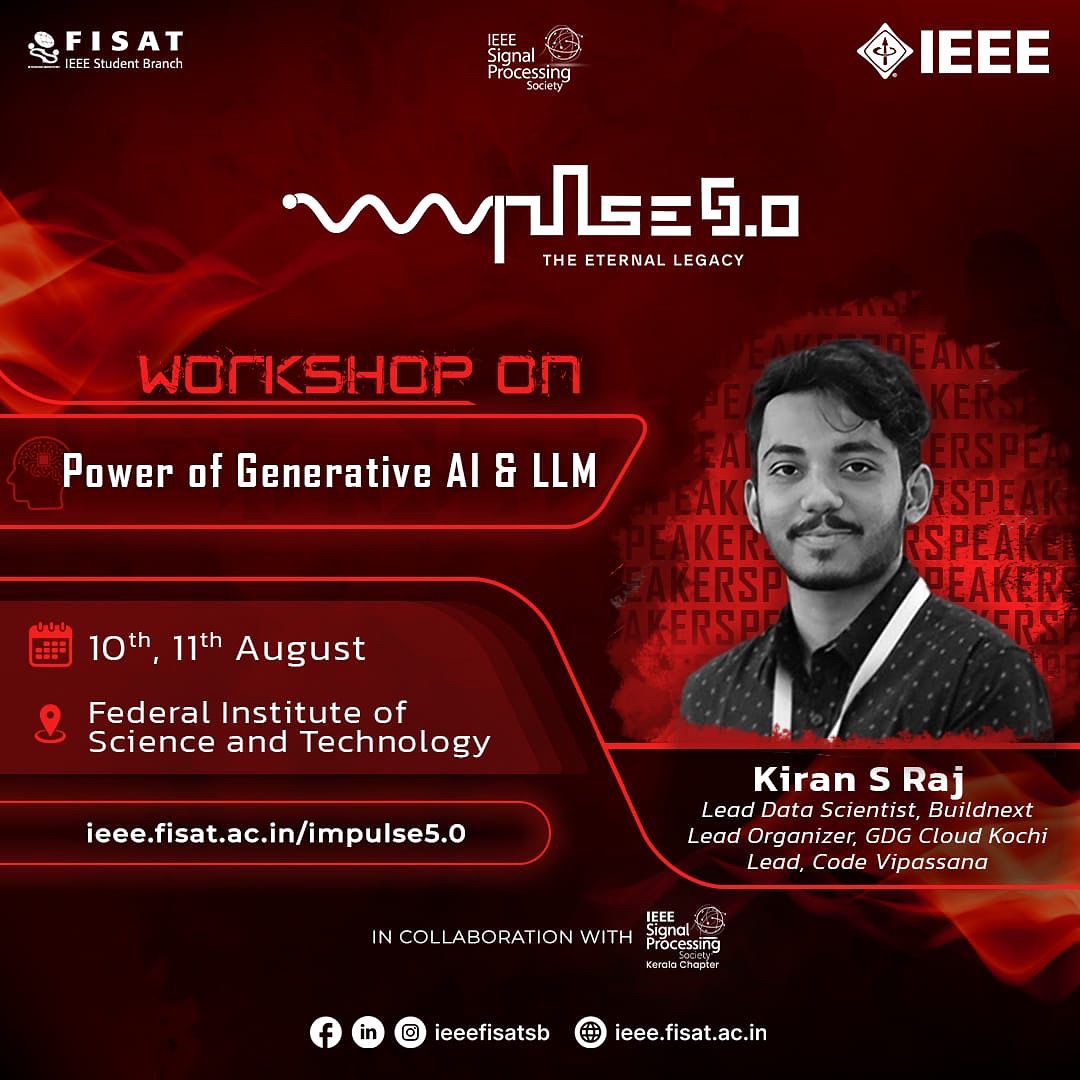 FISAT
IEEE Student Branch
IEEE
Signal
Processing
Society
IEEE
impulse5.0
THE ETERNAL LEGACY
WORKSHOP ON
Power of Generative AI & LLM
10th, 11th August
Federal Institute of
Science and Technology
ieee.fisat.ac.in/impulse5.0
Kiran S Raj
Lead Data Scientist, Buildnext
Lead Organizer, GDG Cloud Kochi
Lead, Code Vipassana
IN COLLABORATION WITH
IEEE
Signal
Processing
Society
Kerala Chapter
ieeefisatsb
ieee.fisat.ac.in